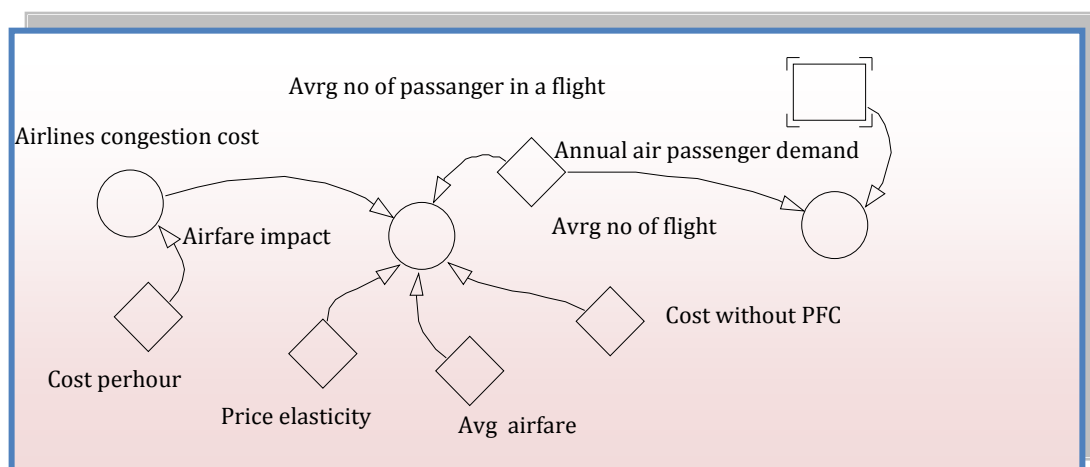 Avrg no of passanger in a flight
Airlines congestion cost
Annual air passenger demand
Avrg no of flight
Airfare impact
Cost without PFC
Cost perhour
Price elasticity
Avg airfare